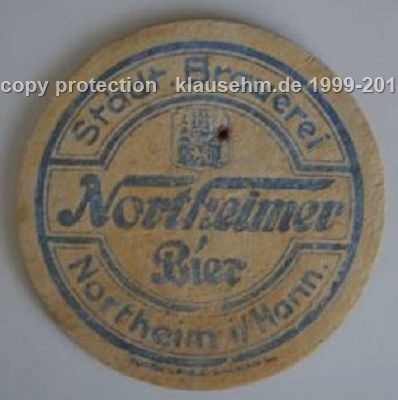 copy protection klausehm.de 1999-201
Stadt Brauerei
Northeimer
Bier
Northeim i/Hann.